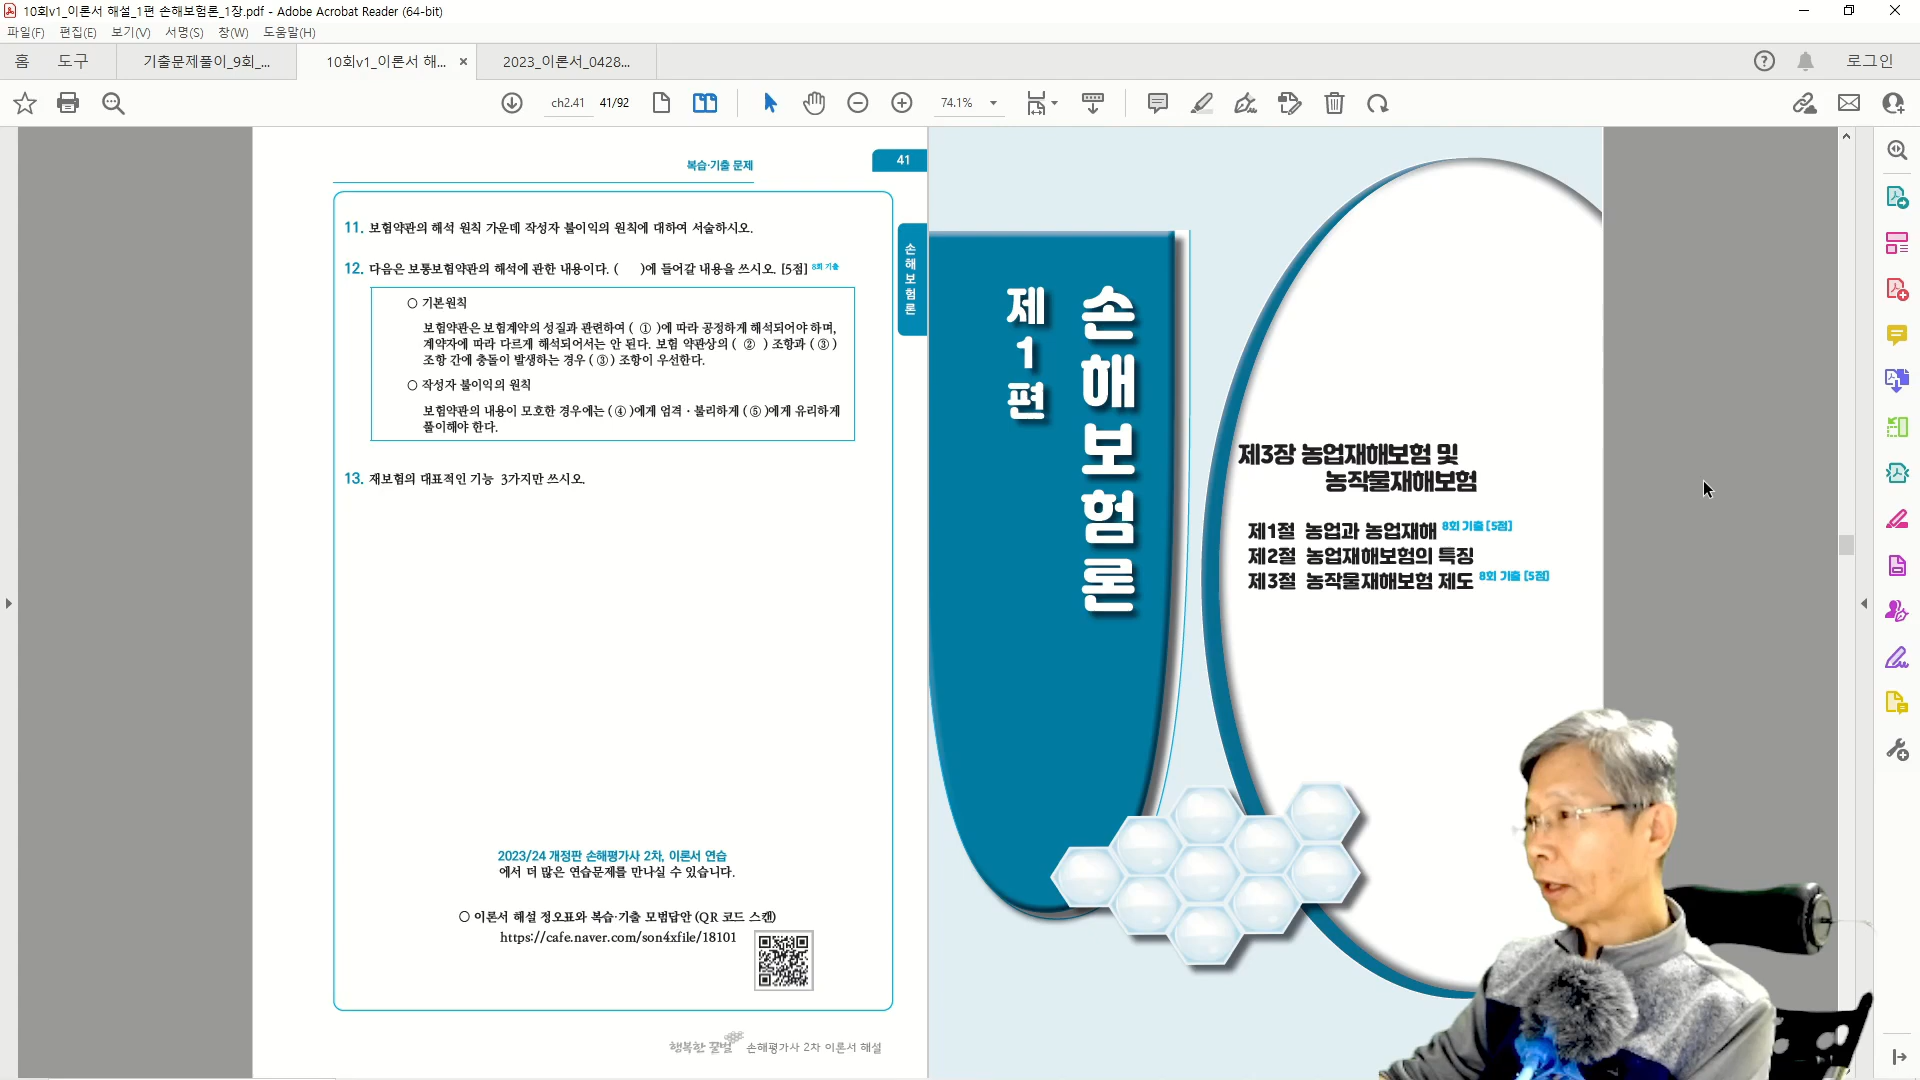 10회v1_이론서 해설_1편 손해보험론_1장.pdf - Adobe Acrobat Reader (64-bit)
파일(F) 편집(E) 보기(V) 서명(S) 창(W) 도움말(H)
홈 도구 기출문제풀이_9회_... 10회v1_이론서 해... × 2023_이론서_0428... 로그인
ch2.41 41/92 74.1%
복습·기출 문제
41
11. 보험약관의 해석 원칙 가운데 작성자 불이익의 원칙에 대하여 서술하시오.
12. 다음은 보통보험약관의 해석에 관한 내용이다. ( )에 들어갈 내용을 쓰시오. [5점] 8회 기출
○ 기본원칙
보험약관은 보험계약의 성질과 관련하여 ( ① )에 따라 공정하게 해석되어야 하며,
계약자에 따라 다르게 해석되어서는 안 된다. 보험 약관상의 ( ② ) 조항과 ( ③ )
조항 간에 충돌이 발생하는 경우 ( ③ ) 조항이 우선한다.
○ 작성자 불이익의 원칙
보험약관의 내용이 모호한 경우에는 ( ④ )에게 엄격·불리하게 ( ⑤ )에게 유리하게
풀이해야 한다.
13. 재보험의 대표적인 기능 3가지만 쓰시오.
2023/24 개정판 손해평가사 2차, 이론서 연습
에서 더 많은 연습문제를 만나실 수 있습니다.
○ 이론서 해설 정오표와 복습·기출 모범답안 (QR 코드 스캔)
https://cafe.naver.com/son4xfile/18101
행복한 꿀벌 손해평가사 2차 이론서 해설
손해보험론
제1편
손해보험론
제3장 농업재해보험 및
농작물재해보험
제1절 농업과 농업재해 8회 기출 [5점]
제2절 농업재해보험의 특징
제3절 농작물재해보험 제도 8회 기출 [5점]